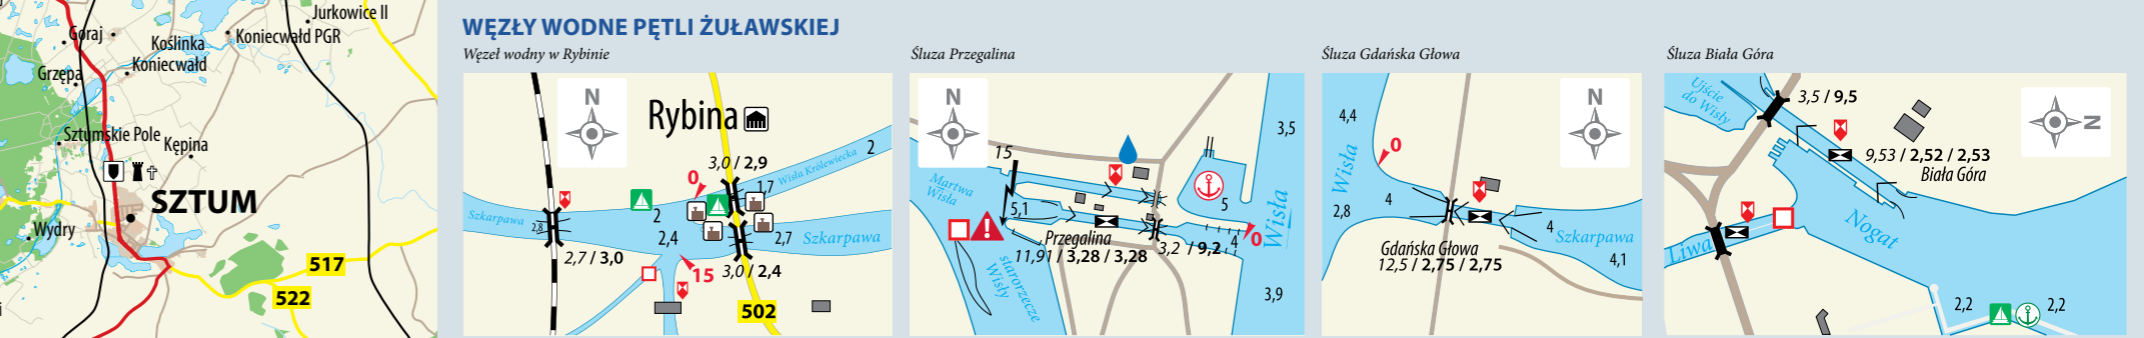 Jurkowice II
Goraj
Koślinka
Koniecwałd PGR
Koniecwałd
Grzępa
Sztumskie Pole
Kępina
SZTUM
Wydry
517
522
WĘZŁY WODNE PĘTLI ŻUŁAWSKIEJ
Węzeł wodny w Rybinie
N
Rybina
3,0 / 2,9
2
Wisła Królewiecka
0
1,7
2
Szkarpawa
2,8
2,4
2,7
Szkarpawa
2,7 / 3,0
15
3,0 / 2,4
502
Śluza Przegalina
N
3,5
15
Martwa
Wisła
5,1
5
Wisła
4
0
Przegalina
11,91 / 3,28 / 3,28
3,2 / 9,2
starorzecze
Wisły
3,9
Śluza Gdańska Głowa
N
4,4
0
Wisła
2,8
4
4
Szkarpawa
Gdańska Głowa
12,5 / 2,75 / 2,75
4,1
Śluza Biała Góra
Ujście
do Wisły
3,5 / 9,5
N
9,53 / 2,52 / 2,53
Biała Góra
Nogat
Liwa
2,2
2,2